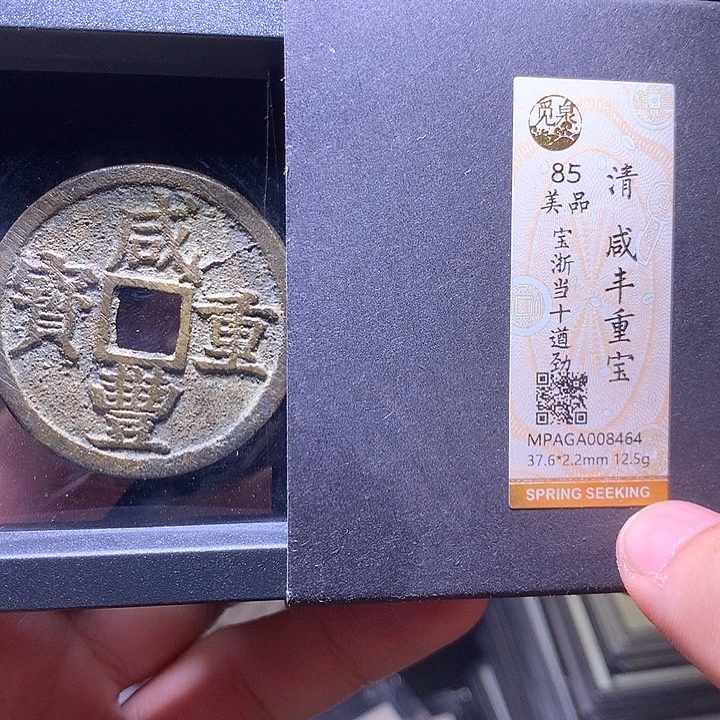 咸豐重寶
觅泉
85
美品
清 咸丰重宝
宝浙当十遒劲
MPAGA008464
37.6*2.2mm 12.5g
SPRING SEEKING